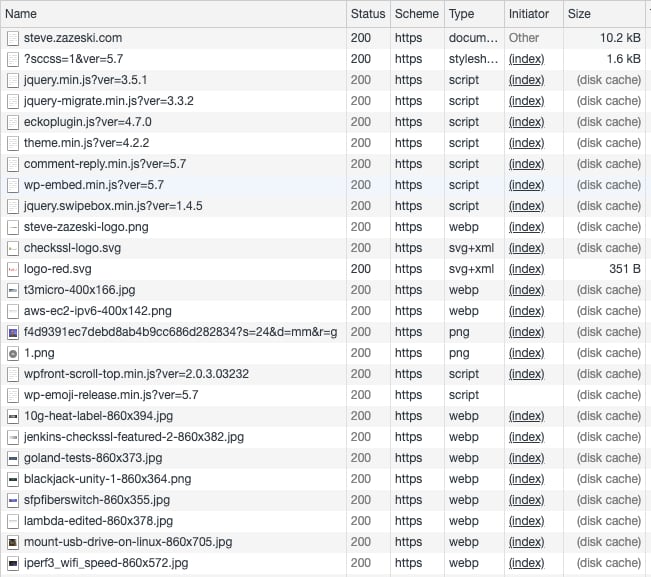 Name Status Scheme Type Initiator Size
steve.zazeski.com 200 https docum... Other 10.2 kB
?sccss=1&ver=5.7 200 https stylesh... (index) 1.6 kB
jquery.min.js?ver=3.5.1 200 https script (index) (disk cache)
jquery-migrate.min.js?ver=3.3.2 200 https script (index) (disk cache)
eckoplugin.js?ver=4.7.0 200 https script (index) (disk cache)
theme.min.js?ver=4.2.2 200 https script (index) (disk cache)
comment-reply.min.js?ver=5.7 200 https script (index) (disk cache)
wp-embed.min.js?ver=5.7 200 https script (index) (disk cache)
jquery.swipebox.min.js?ver=1.4.5 200 https script (index) (disk cache)
steve-zazeski-logo.png 200 https webp (index) (disk cache)
checkssl-logo.svg 200 https svg+xml (index) (disk cache)
logo-red.svg 200 https svg+xml (index) 351 B
t3micro-400x166.jpg 200 https webp (index) (disk cache)
aws-ec2-ipv6-400x142.png 200 https webp (index) (disk cache)
f4d9391ec7debd8ab4b9cc686d282834?s=24&d=mm&r=g 200 https png (index) (disk cache)
1.png 200 https png (index) (disk cache)
wpfront-scroll-top.min.js?ver=2.0.3.03232 200 https script (index) (disk cache)
wp-emoji-release.min.js?ver=5.7 200 https script (disk cache)
10g-heat-label-860x394.jpg 200 https webp (index) (disk cache)
jenkins-checkssl-featured-2-860x382.jpg 200 https webp (index) (disk cache)
goland-tests-860x373.jpg 200 https webp (index) (disk cache)
blackjack-unity-1-860x364.png 200 https webp (index) (disk cache)
sfpfiberswitch-860x355.jpg 200 https webp (index) (disk cache)
lambda-edited-860x378.jpg 200 https webp (index) (disk cache)
mount-usb-drive-on-linux-860x705.jpg 200 https webp (index) (disk cache)
iperf3_wifi_speed-860x572.jpg 200 https webp (index) (disk cache)